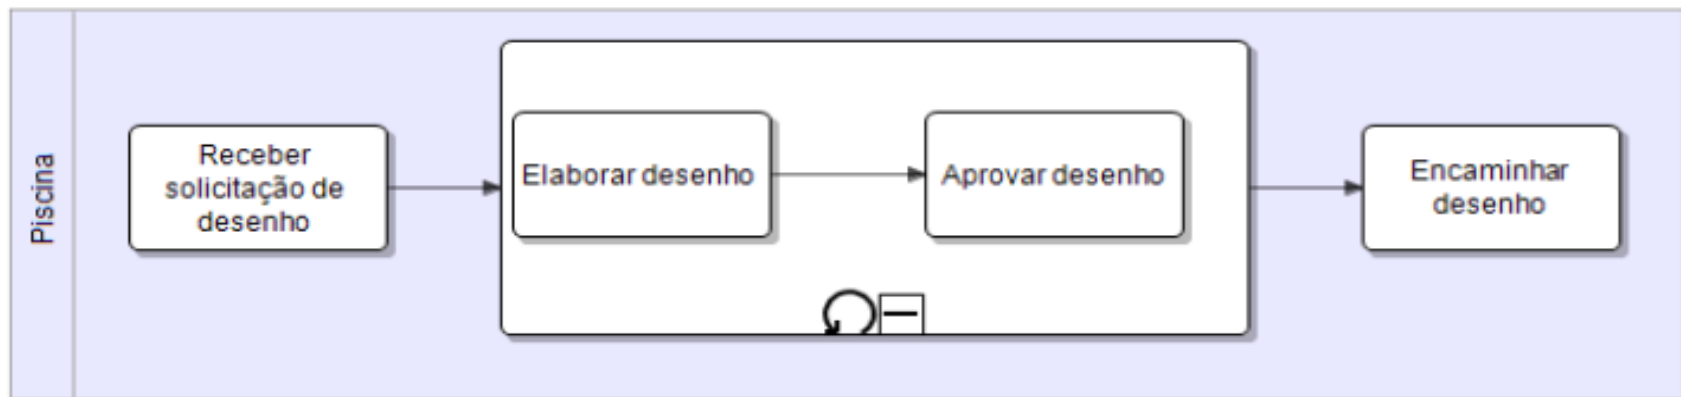 Piscina
Receber
solicitação de
desenho
Elaborar desenho
Aprovar desenho
Encaminhar
desenho